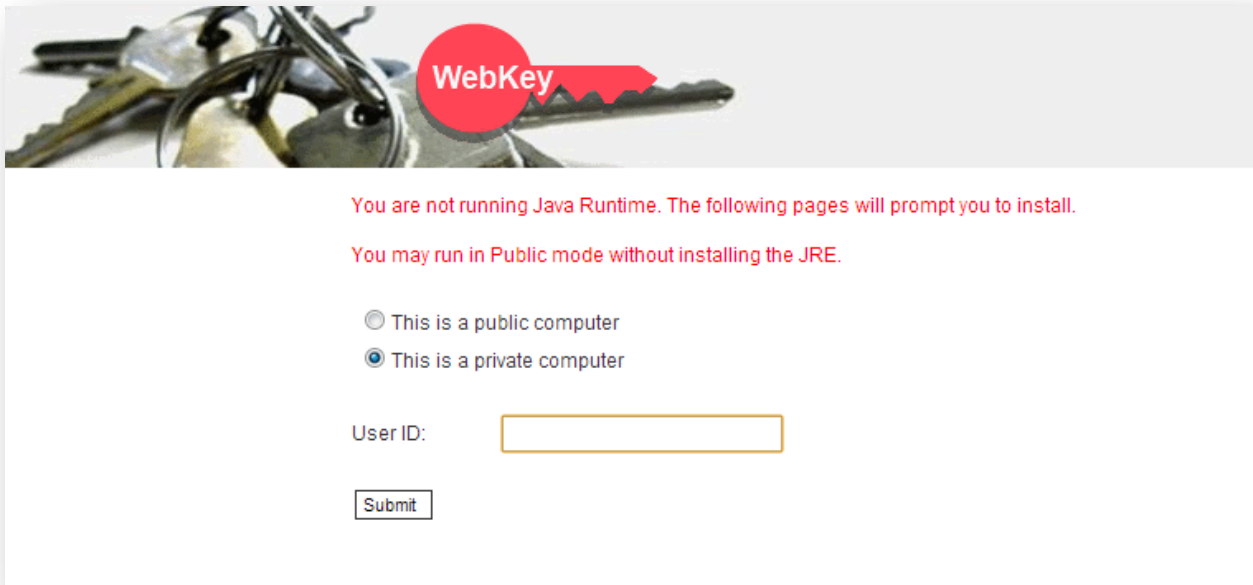 WebKey
You are not running Java Runtime. The following pages will prompt you to install.
You may run in Public mode without installing the JRE.
This is a public computer
This is a private computer
User ID:
Submit